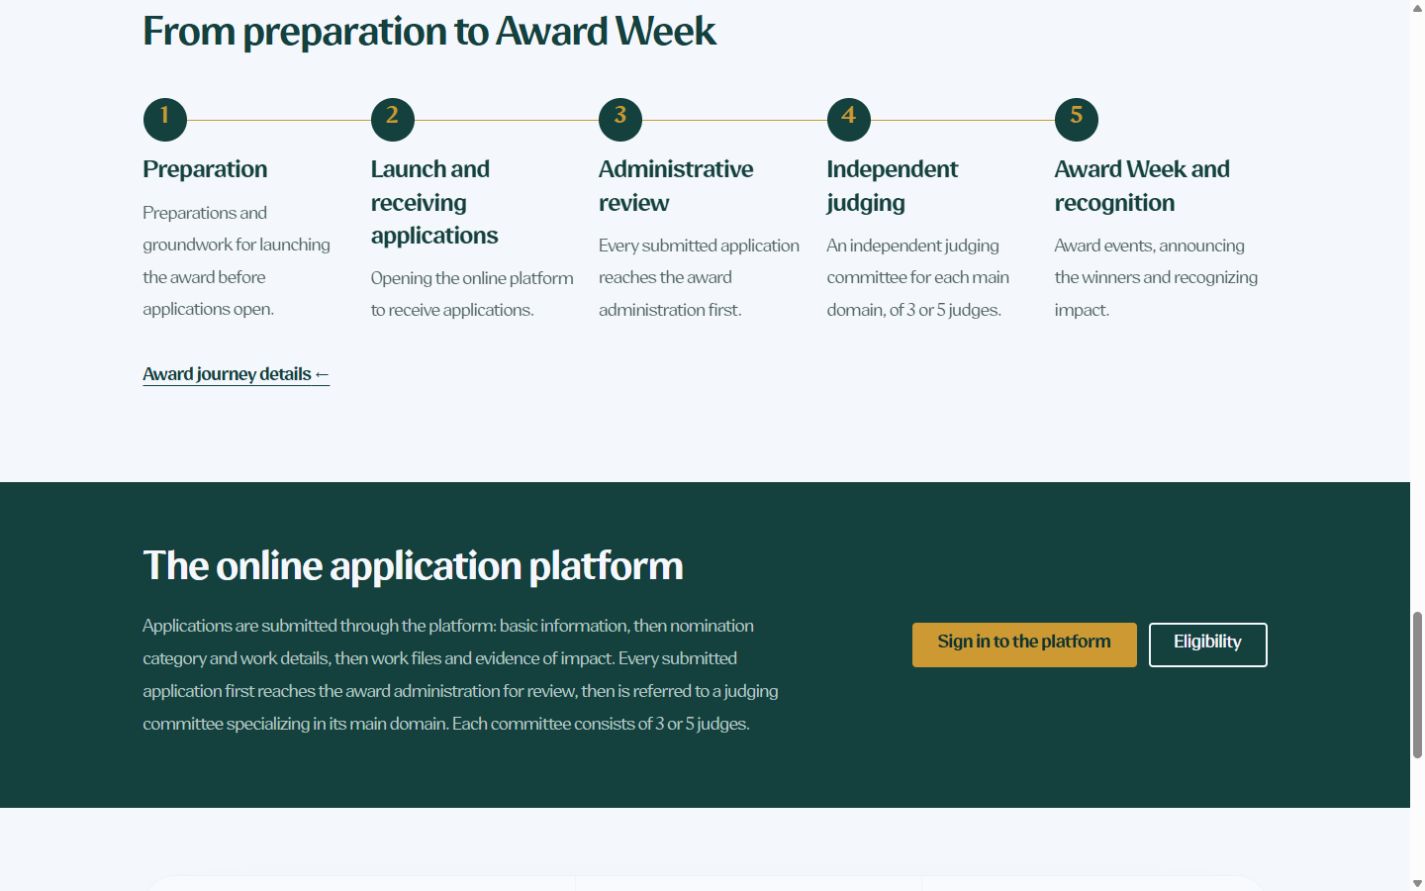 From preparation to Award Week
1
2
3
4
5
Preparation
Preparations and
groundwork for launching
the award before
applications open.
Launch and
receiving
applications
Opening the online platform
to receive applications.
Administrative
review
Every submitted application
reaches the award
administration first.
Independent
judging
An independent judging
committee for each main
domain, of 3 or 5 judges.
Award Week and
recognition
Award events, announcing
the winners and recognizing
impact.
Award journey details ←
The online application platform
Applications are submitted through the platform: basic information, then nomination
category and work details, then work files and evidence of impact. Every submitted
application first reaches the award administration for review, then is referred to a judging
committee specializing in its main domain. Each committee consists of 3 or 5 judges.
Sign in to the platform
Eligibility